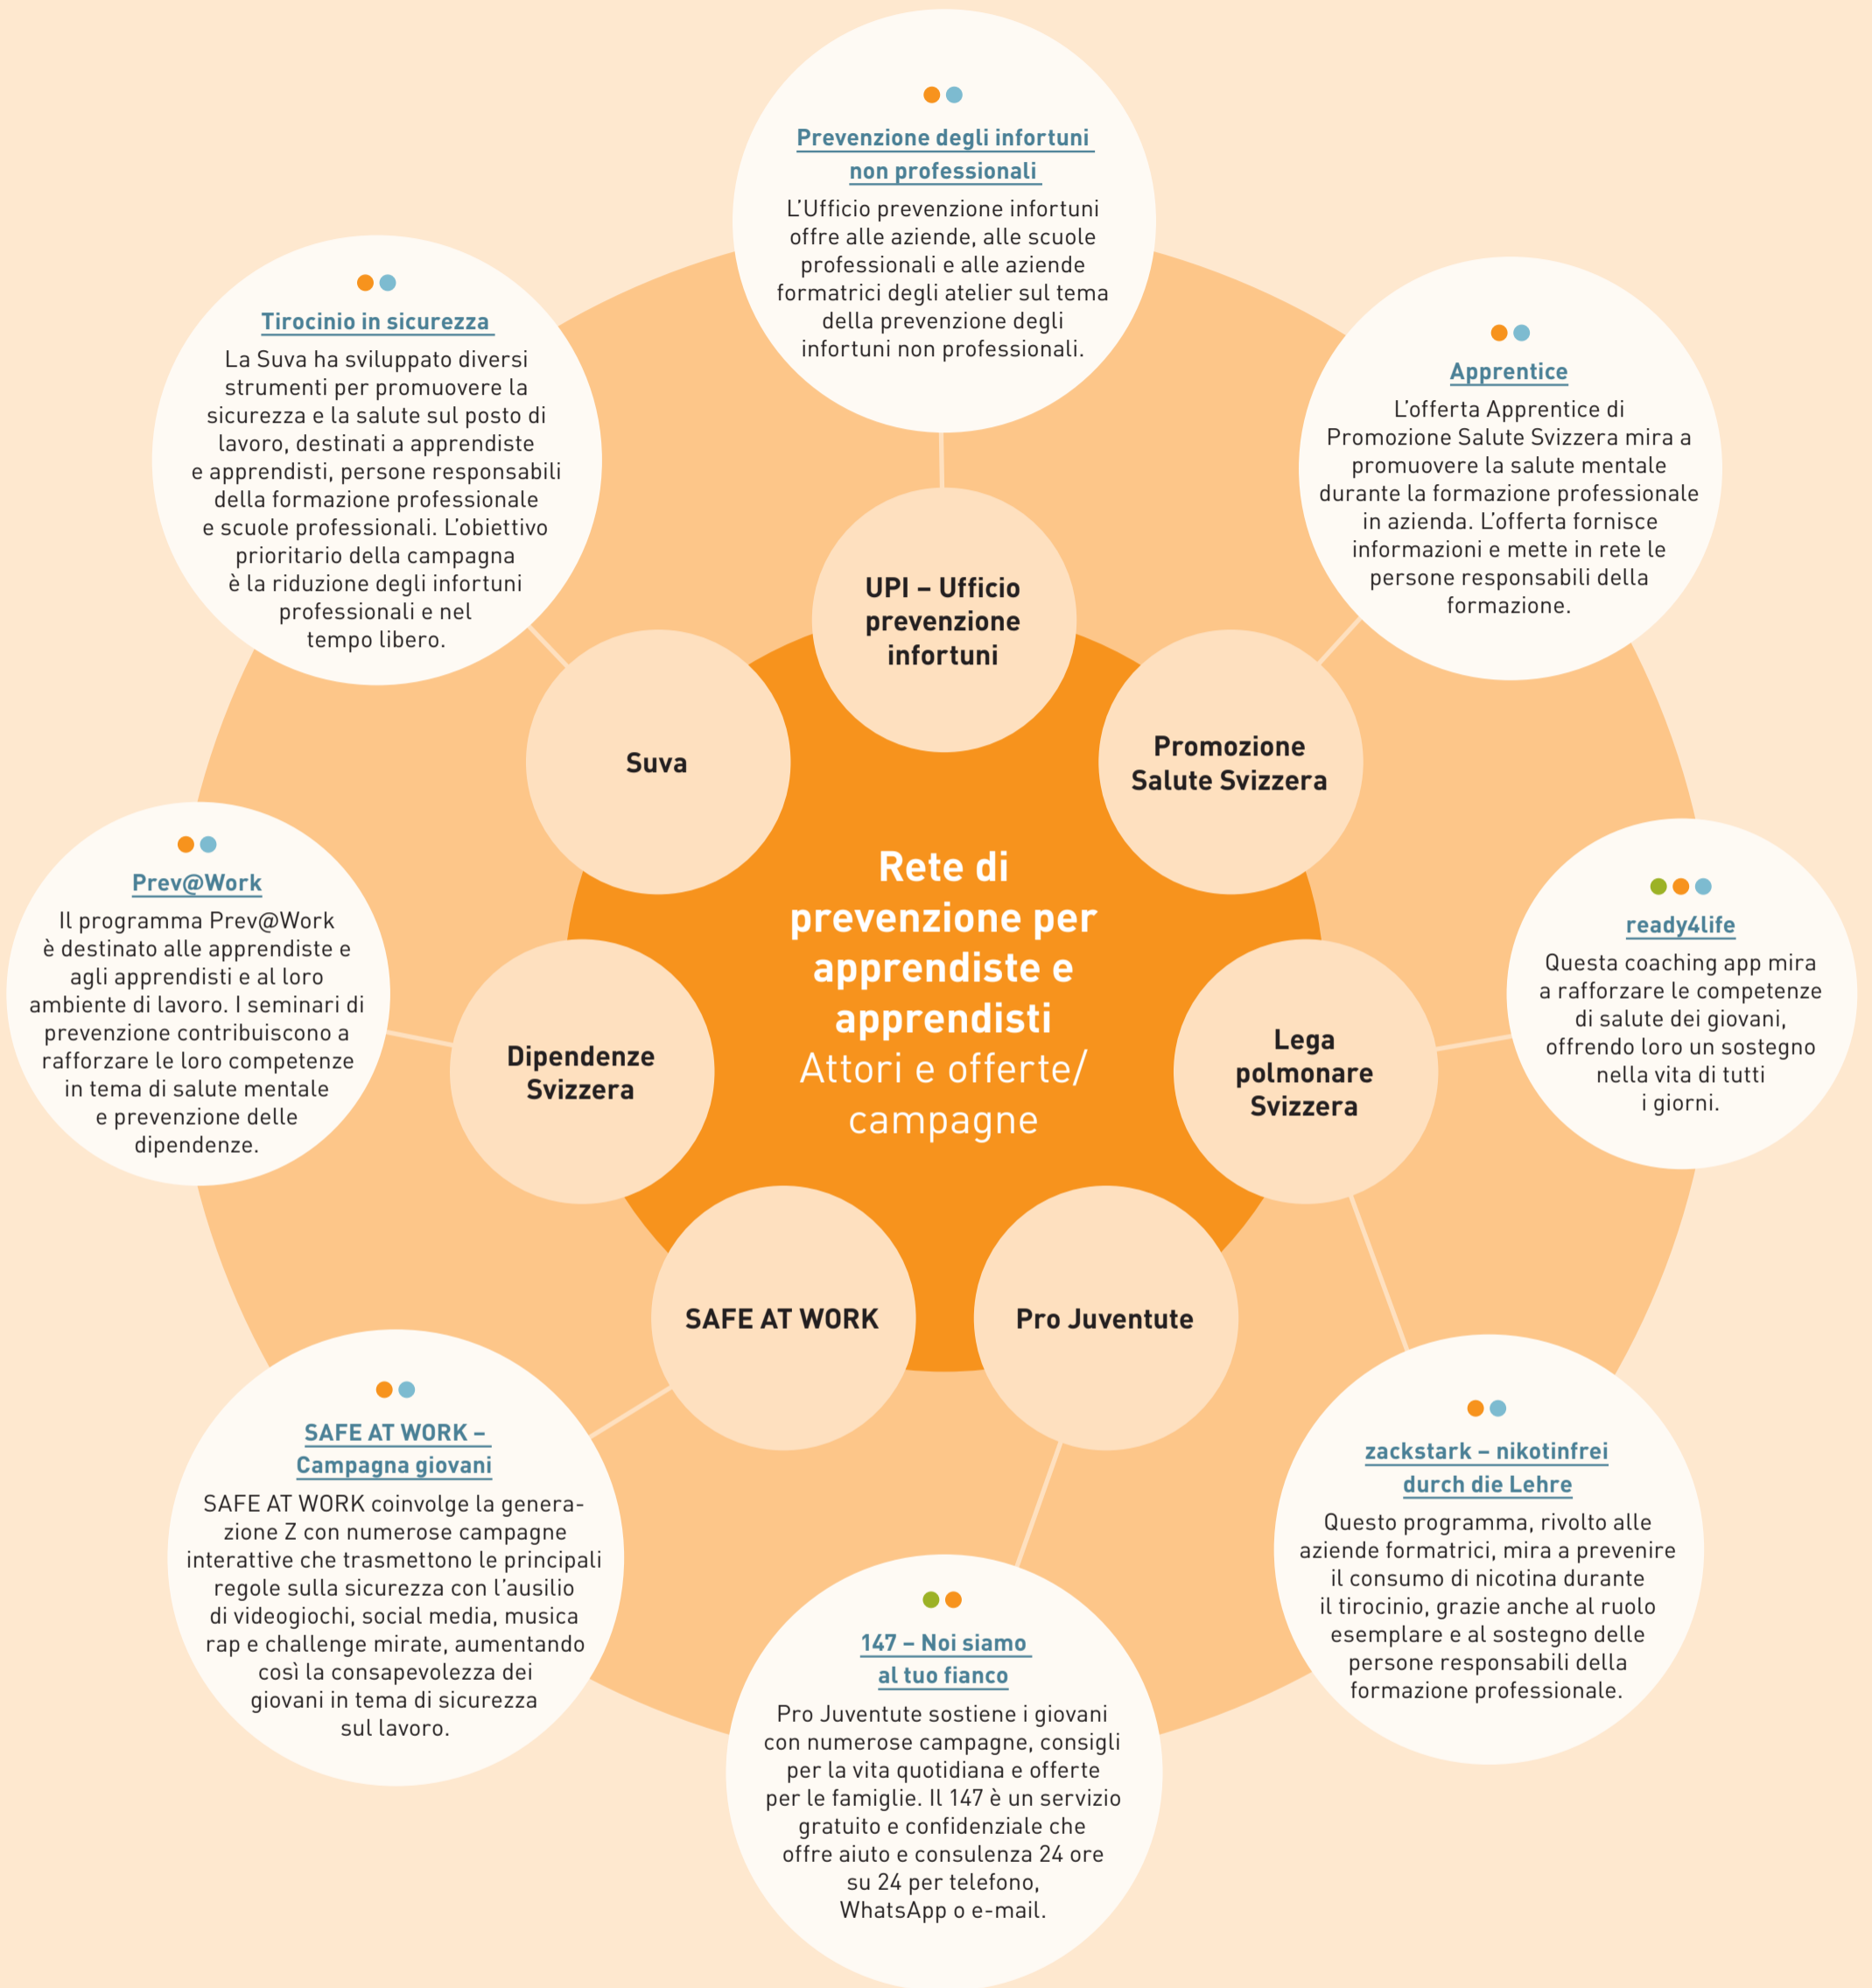 Prevenzione degli infortuni
non professionali
L'Ufficio prevenzione infortuni
offre alle aziende, alle scuole
professionali e alle aziende
formatrici degli atelier sul tema
della prevenzione degli
infortuni non professionali.
Tirocinio in sicurezza
La Suva ha sviluppato diversi
strumenti per promuovere la
sicurezza e la salute sul posto di
lavoro, destinati a apprendiste
e apprendisti, persone responsabili
della formazione professionale
e scuole professionali. L'obiettivo
prioritario della campagna
è la riduzione degli infortuni
professionali e nel
tempo libero.
Apprentice
L'offerta Apprentice di
Promozione Salute Svizzera mira a
promuovere la salute mentale
durante la formazione professionale
in azienda. L'offerta fornisce
informazioni e mette in rete le
persone responsabili della
formazione.
UPI – Ufficio
prevenzione
infortuni
Suva
Promozione
Salute Svizzera
Rete di
prevenzione per
apprendiste e
apprendisti
Attori e offerte/
campagne
Prev@Work
Il programma Prev@Work
è destinato alle apprendiste e
agli apprendisti e al loro
ambiente di lavoro. I seminari di
prevenzione contribuiscono a
rafforzare le loro competenze
in tema di salute mentale
e prevenzione delle
dipendenze.
ready4life
Questa coaching app mira
a rafforzare le competenze
di salute dei giovani,
offrendo loro un sostegno
nella vita di tutti
i giorni.
Dipendenze
Svizzera
Lega
polmonare
Svizzera
SAFE AT WORK
Pro Juventute
SAFE AT WORK –
Campagna giovani
SAFE AT WORK coinvolge la genera-
zione Z con numerose campagne
interattive che trasmettono le principali
regole sulla sicurezza con l'ausilio
di videogiochi, social media, musica
rap e challenge mirate, aumentando
così la consapevolezza dei
giovani in tema di sicurezza
sul lavoro.
zackstark – nikotinfrei
durch die Lehre
Questo programma, rivolto alle
aziende formatrici, mira a prevenire
il consumo di nicotina durante
il tirocinio, grazie anche al ruolo
esemplare e al sostegno delle
persone responsabili della
formazione professionale.
147 – Noi siamo
al tuo fianco
Pro Juventute sostiene i giovani
con numerose campagne, consigli
per la vita quotidiana e offerte
per le famiglie. Il 147 è un servizio
gratuito e confidenziale che
offre aiuto e consulenza 24 ore
su 24 per telefono,
WhatsApp o e-mail.